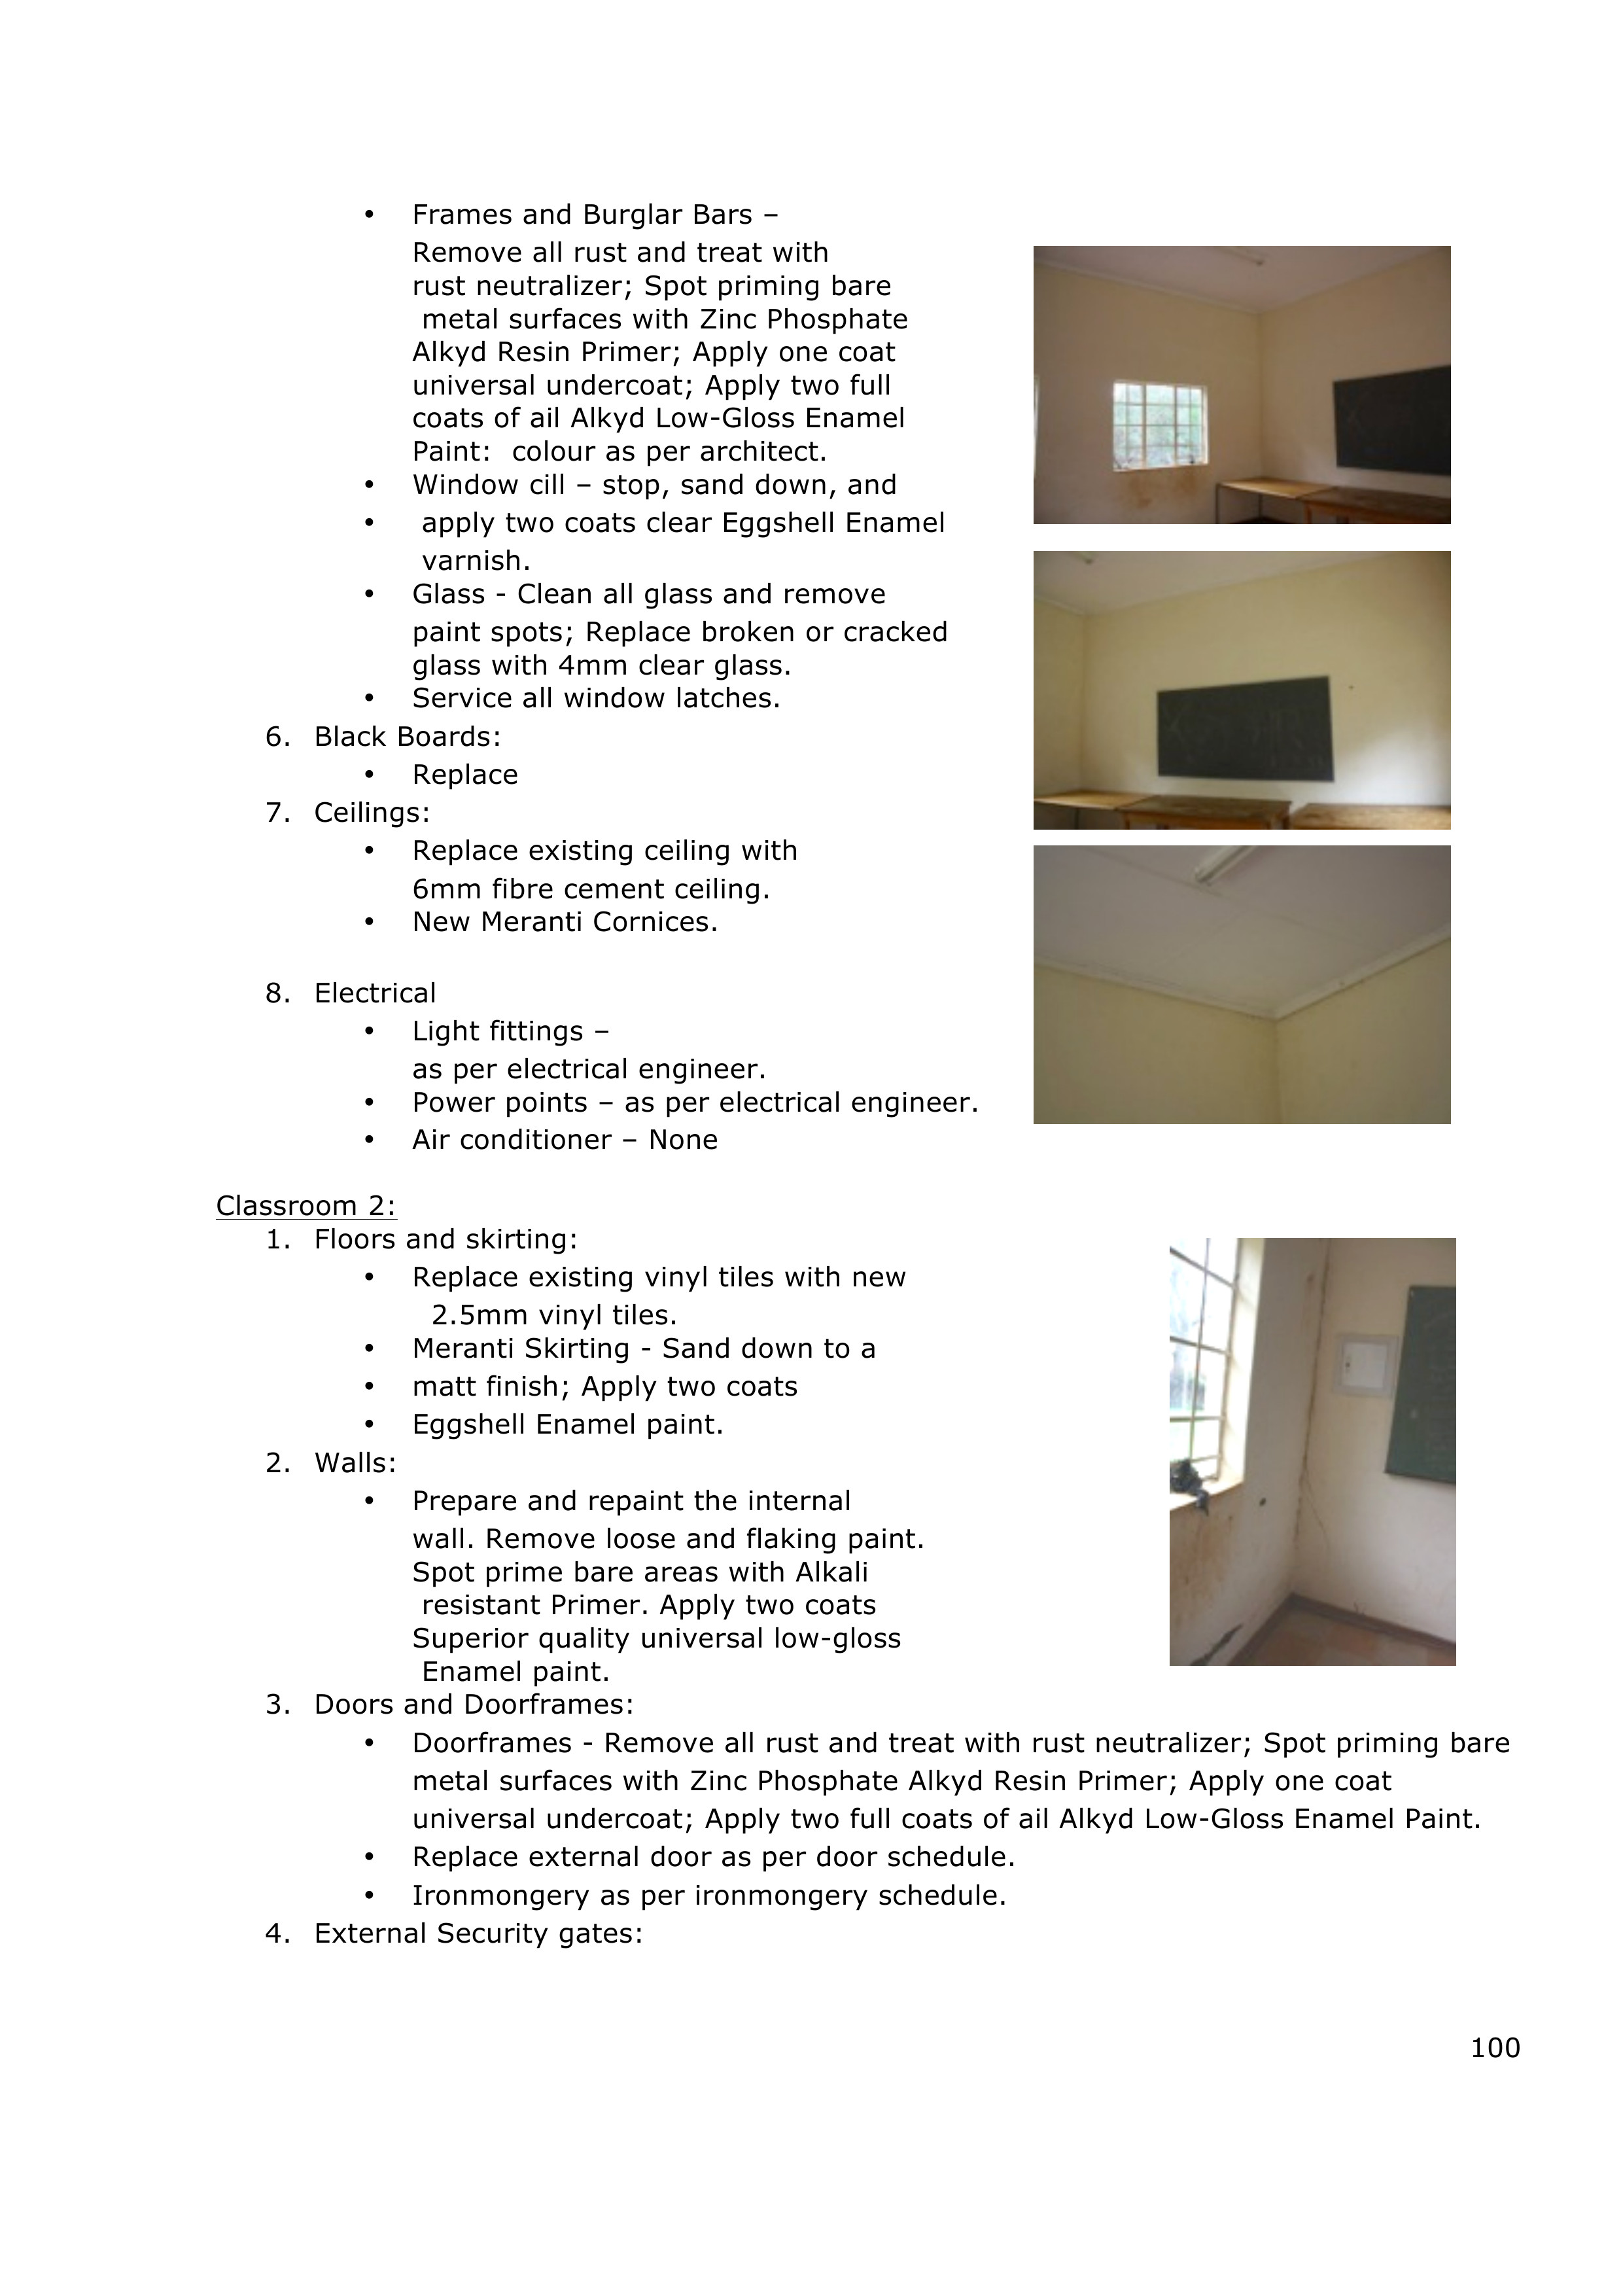 • Frames and Burglar Bars –
Remove all rust and treat with
rust neutralizer; Spot priming bare
metal surfaces with Zinc Phosphate
Alkyd Resin Primer; Apply one coat
universal undercoat; Apply two full
coats of ail Alkyd Low-Gloss Enamel
Paint:  colour as per architect.
• Window cill – stop, sand down, and
• apply two coats clear Eggshell Enamel
varnish.
• Glass - Clean all glass and remove
paint spots; Replace broken or cracked
glass with 4mm clear glass.
• Service all window latches.
6. Black Boards:
• Replace
7. Ceilings:
• Replace existing ceiling with
6mm fibre cement ceiling.
• New Meranti Cornices.
8. Electrical
• Light fittings –
as per electrical engineer.
• Power points – as per electrical engineer.
• Air conditioner – None
Classroom 2:
1. Floors and skirting:
• Replace existing vinyl tiles with new
2.5mm vinyl tiles.
• Meranti Skirting - Sand down to a
• matt finish; Apply two coats
• Eggshell Enamel paint.
2. Walls:
• Prepare and repaint the internal
wall. Remove loose and flaking paint.
Spot prime bare areas with Alkali
resistant Primer. Apply two coats
Superior quality universal low-gloss
Enamel paint.
3. Doors and Doorframes:
• Doorframes - Remove all rust and treat with rust neutralizer; Spot priming bare
metal surfaces with Zinc Phosphate Alkyd Resin Primer; Apply one coat
universal undercoat; Apply two full coats of ail Alkyd Low-Gloss Enamel Paint.
• Replace external door as per door schedule.
• Ironmongery as per ironmongery schedule.
4. External Security gates:
100